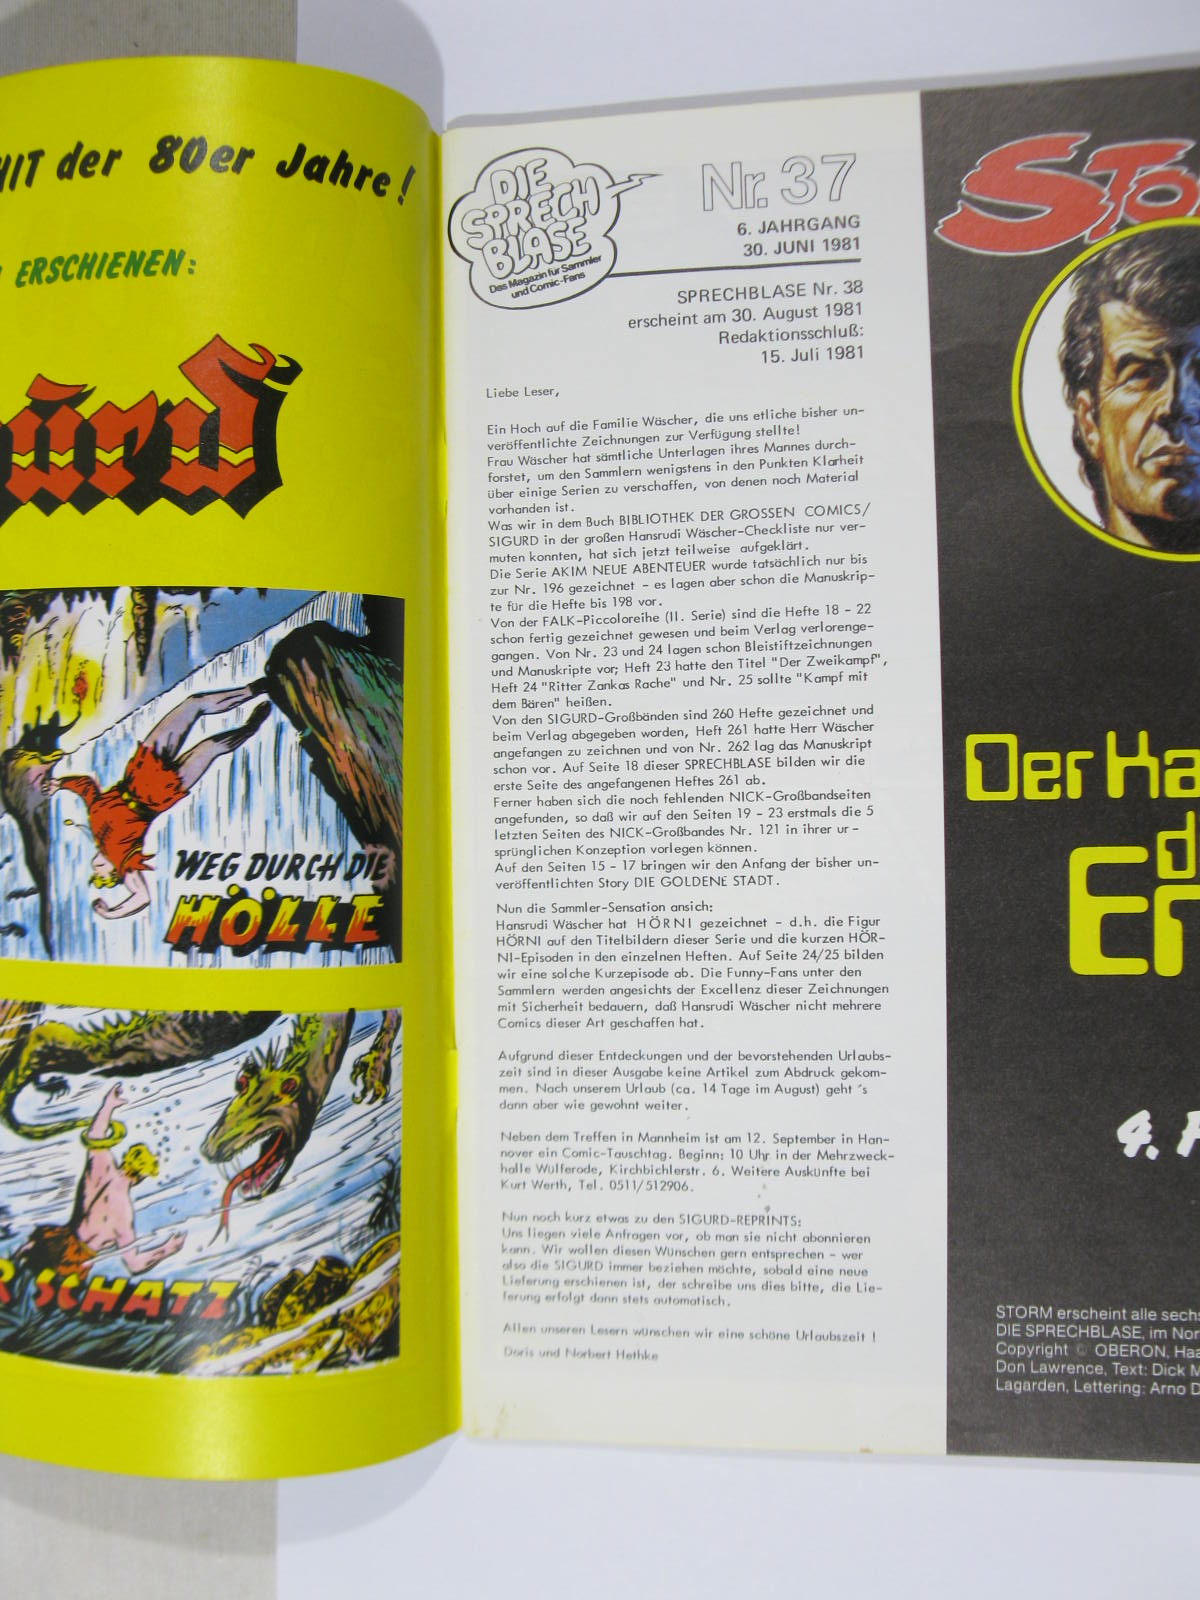 HIT der 80er Jahre!
ERSCHIENEN:
WEG DURCH DIE
HÖLLE
SCHATZ
DIE
SPRECH
BLASE
Das Magazin für Sammler
und Comic-Fans
Nr. 37
6. JAHRGANG
30. JUNI 1981
SPRECHBLASE Nr. 38
erscheint am 30. August 1981
Redaktionsschluß:
15. Juli 1981
Liebe Leser,
Ein Hoch auf die Familie Wäscher, die uns etliche bisher un-
veröffentlichte Zeichnungen zur Verfügung stellte!
Frau Wäscher hat sämtliche Unterlagen ihres Mannes durch-
forstet, um den Sammlern wenigstens in den Punkten Klarheit
über einige Serien zu verschaffen, von denen noch Material
vorhanden ist.
Was wir in dem Buch BIBLIOTHEK DER GROSSEN COMICS/
SIGURD in der großen Hansrudi Wäscher-Checkliste nur ver-
muten konnten, hat sich jetzt teilweise aufgeklärt.
Die Serie AKIM NEUE ABENTEUER wurde tatsächlich nur bis
zur Nr. 196 gezeichnet - es lagen aber schon die Manuskrip-
te für die Hefte bis 198 vor.
Von der FALK-Piccoloreihe (II. Serie) sind die Hefte 18 - 22
schon fertig gezeichnet gewesen und beim Verlag verlorenge-
gangen. Von Nr. 23 und 24 lagen schon Bleistiftzeichnungen
und Manuskripte vor; Heft 23 hatte den Titel "Der Zweikampf",
Heft 24 "Ritter Zankas Rache" und Nr. 25 sollte "Kampf mit
dem Bären" heißen.
Von den SIGURD-Großbänden sind 260 Hefte gezeichnet und
beim Verlag abgegeben worden, Heft 261 hatte Herr Wäscher
angefangen zu zeichnen und von Nr. 262 lag das Manuskript
schon vor. Auf Seite 18 dieser SPRECHBLASE bilden wir die
erste Seite des angefangenen Heftes 261 ab.
Ferner haben sich die noch fehlenden NICK-Großbandseiten
angefunden, so daß wir auf den Seiten 19 - 23 erstmals die 5
letzten Seiten des NICK-Großbandes Nr. 121 in ihrer ur-
sprünglichen Konzeption vorlegen können.
Auf den Seiten 15 - 17 bringen wir den Anfang der bisher un-
veröffentlichten Story DIE GOLDENE STADT.
Nun die Sammler-Sensation ansich:
Hansrudi Wäscher hat HÖRNI gezeichnet - d.h. die Figur
HÖRNI auf den Titelbildern dieser Serie und die kurzen HÖR-
NI-Episoden in den einzelnen Heften. Auf Seite 24/25 bilden
wir eine solche Kurzepisode ab. Die Funny-Fans unter den
Sammlern werden angesichts der Excellenz dieser Zeichnungen
mit Sicherheit bedauern, daß Hansrudi Wäscher nicht mehrere
Comics dieser Art geschaffen hat.
Aufgrund dieser Entdeckungen und der bevorstehenden Urlaubs-
zeit sind in dieser Ausgabe keine Artikel zum Abdruck gekom-
men. Nach unserem Urlaub (ca. 14 Tage im August) geht 's
dann aber wie gewohnt weiter.
Neben dem Treffen in Mannheim ist am 12. September in Han-
nover ein Comic-Tauschtag. Beginn: 10 Uhr in der Mehrzweck-
halle Wülferode, Kirchbichlerstr. 6. Weitere Auskünfte bei
Kurt Werth, Tel. 0511/512906.
Nun noch kurz etwas zu den SIGURD-REPRINTS:
Uns liegen viele Anfragen vor, ob man sie nicht abonnieren
kann. Wir wollen diesen Wünschen gern entsprechen - wer
also die SIGURD immer beziehen möchte, sobald eine neue
Lieferung erschienen ist, der schreibe uns dies bitte, die Lie-
ferung erfolgt dann stets automatisch.
Allen unseren Lesern wünschen wir eine schöne Urlaubszeit !
Doris und Norbert Hethke
STO
Der Ka
d
Er
4. F
STORM erscheint alle sechs
DIE SPRECHBLASE, im Nor
Copyright © OBERON, Haa
Don Lawrence, Text: Dick M
Lagarden, Lettering: Arno D